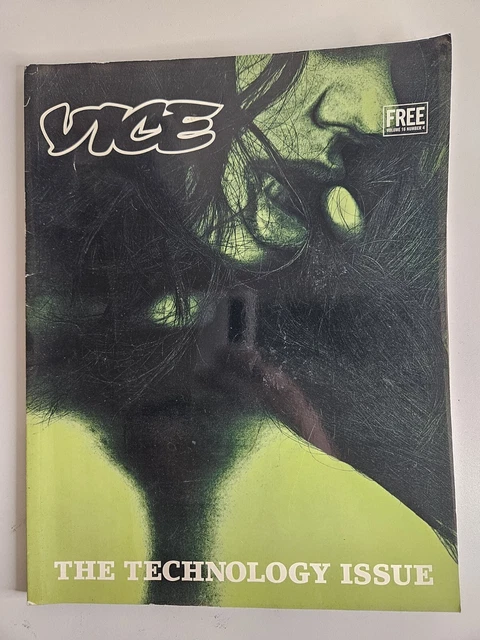 VICE
FREE
VOLUME 16 NUMBER 4
THE TECHNOLOGY ISSUE